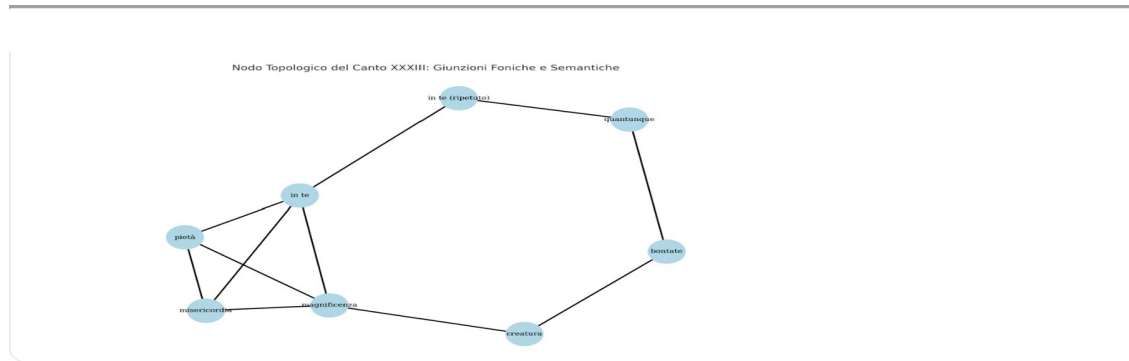 Nodo Topologico del Canto XXXIII: Giunzioni Foniche e Semantiche
in te (ripetuto)
quantunque
in te
pietà
bontate
misericordia
magnificenza
creatura